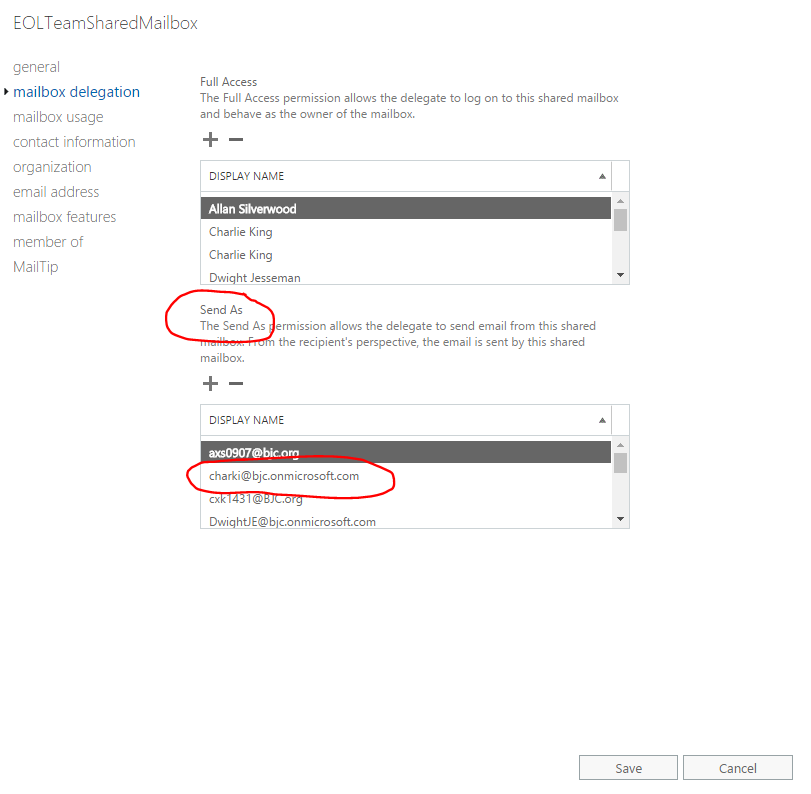 EOLTeamSharedMailbox
general
mailbox delegation
mailbox usage
contact information
organization
email address
mailbox features
member of
MailTip
Full Access
The Full Access permission allows the delegate to log on to this shared mailbox
and behave as the owner of the mailbox.
DISPLAY NAME
Allan Silverwood
Charlie King
Charlie King
Dwight Jesseman
Send As
The Send As permission allows the delegate to send email from this shared
mailbox. From the recipient's perspective, the email is sent by this shared
mailbox.
DISPLAY NAME
axs0907@bjc.org
charki@bjc.onmicrosoft.com
cxk1431@BJC.org
DwightJE@bjc.onmicrosoft.com
Save
Cancel